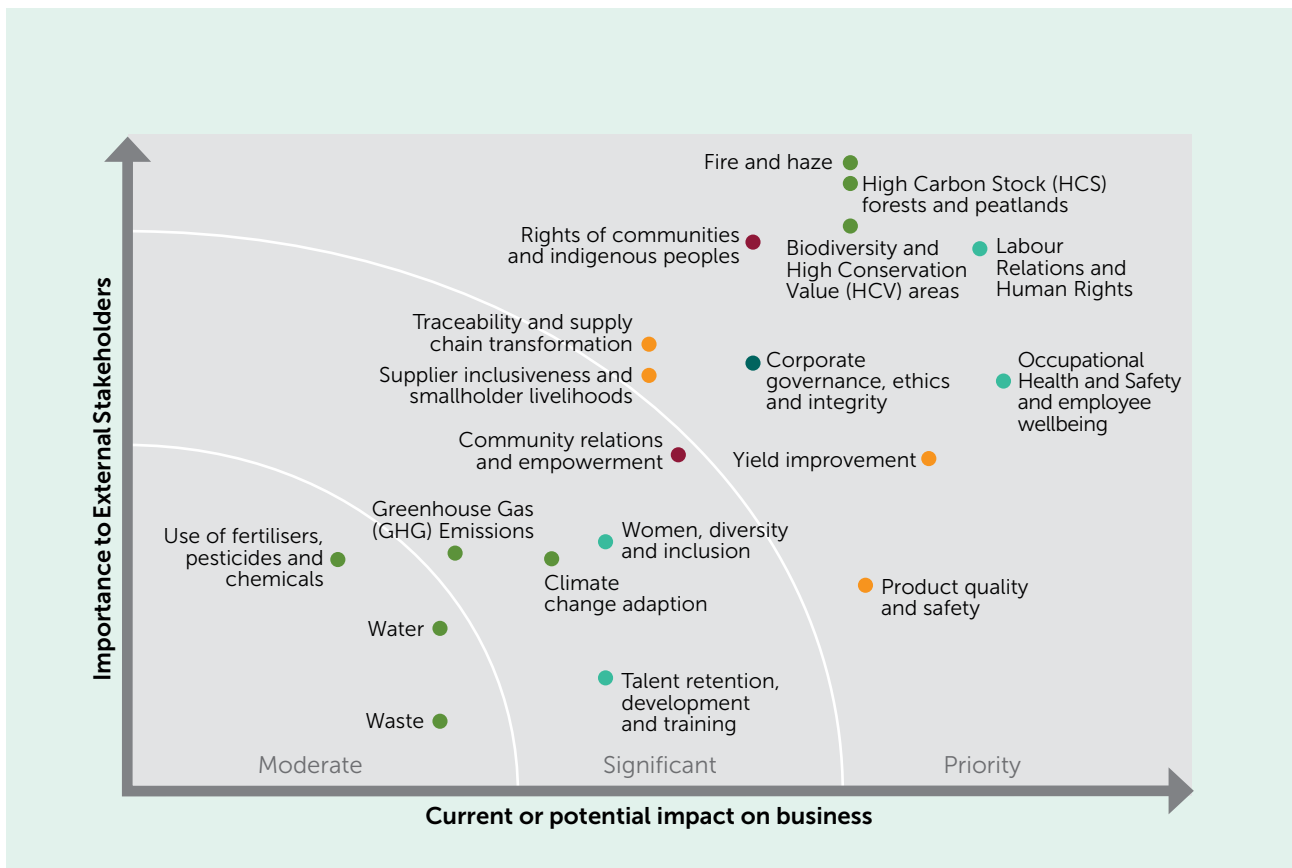 Importance to External Stakeholders
Fire and haze
High Carbon Stock (HCS)
forests and peatlands
Rights of communities
and indigenous peoples
Biodiversity and
High Conservation
Value (HCV) areas
Labour
Relations and
Human Rights
Traceability and supply
chain transformation
Supplier inclusiveness and
smallholder livelihoods
Corporate
governance, ethics
and integrity
Occupational
Health and Safety
and employee
wellbeing
Community relations
and empowerment
Yield improvement
Greenhouse Gas
(GHG) Emissions
Use of fertilisers,
pesticides and
chemicals
Women, diversity
and inclusion
Climate
change adaption
Product quality
and safety
Water
Talent retention,
development
and training
Waste
Moderate
Significant
Priority
Current or potential impact on business